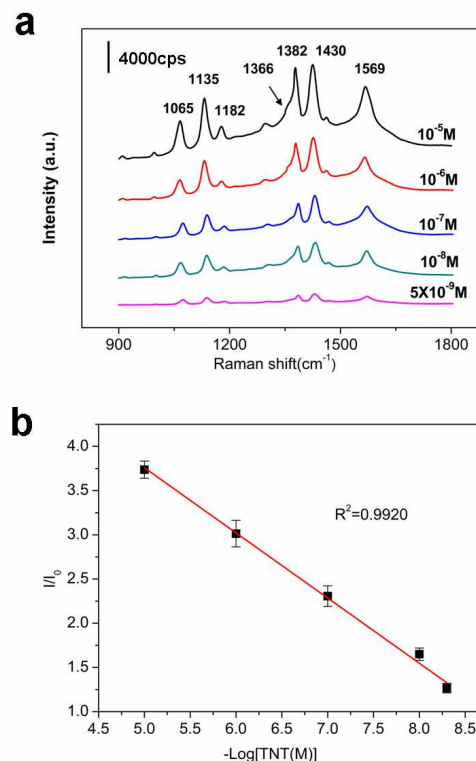 a
4000cps
1065
1135
1182
1366
1382
1430
1569
10⁻⁵M
10⁻⁶M
10⁻⁷M
10⁻⁸M
5X10⁻⁹M
Intensity (a.u.)
900 1200 1500 1800
Raman shift(cm⁻¹)
b
4.0
3.5
3.0
2.5
2.0
1.5
1.0
I/I₀
R²=0.9920
4.5 5.0 5.5 6.0 6.5 7.0 7.5 8.0 8.5
-Log[TNT(M)]